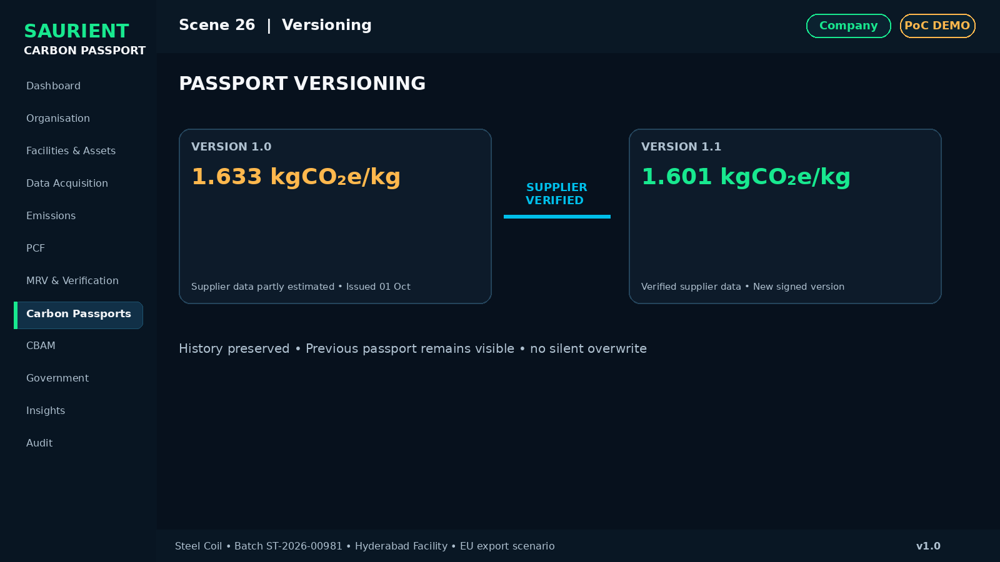 SAURIENT
CARBON PASSPORT
Dashboard
Organisation
Facilities & Assets
Data Acquisition
Emissions
PCF
MRV & Verification
Carbon Passports
CBAM
Government
Insights
Audit
Scene 26 | Versioning
Company
PoC DEMO
PASSPORT VERSIONING
VERSION 1.0
1.633 kgCO₂e/kg
Supplier data partly estimated • Issued 01 Oct
SUPPLIER
VERIFIED
VERSION 1.1
1.601 kgCO₂e/kg
Verified supplier data • New signed version
History preserved • Previous passport remains visible • no silent overwrite
Steel Coil • Batch ST-2026-00981 • Hyderabad Facility • EU export scenario
v1.0